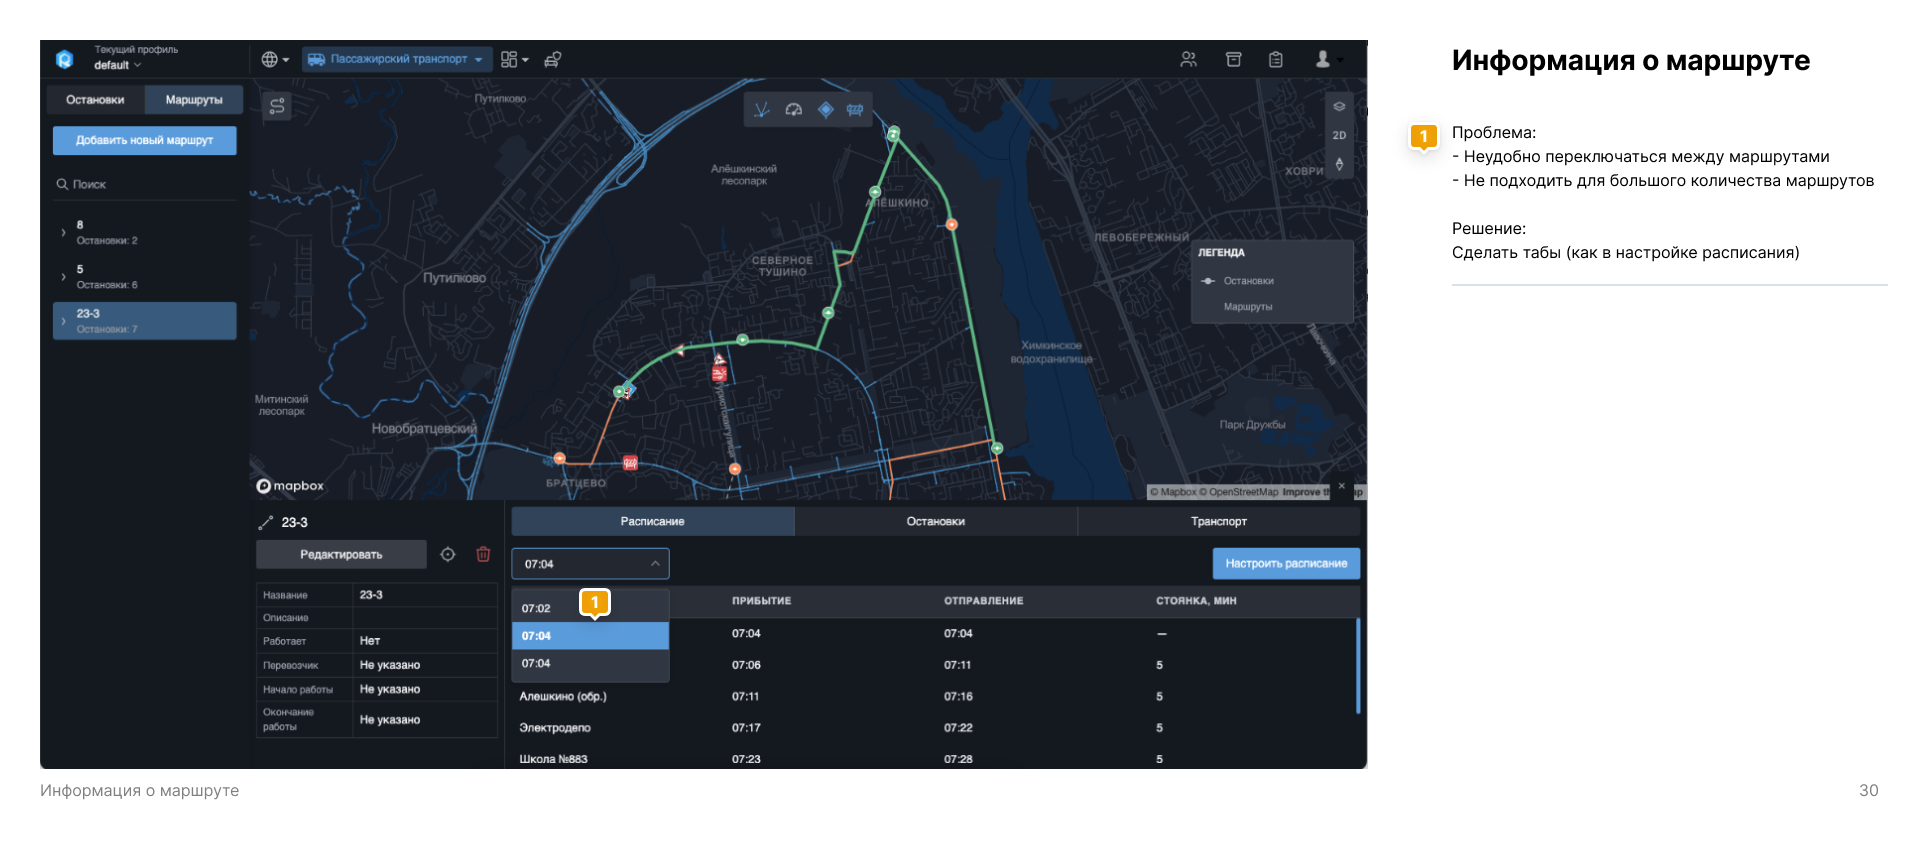 Текущий профиль
default
Пассажирский транспорт
Остановки
Маршруты
Добавить новый маршрут
Поиск
8
Остановки: 2
5
Остановки: 6
23-3
Остановки: 7
Путилково
Алёшкинский
лесопарк
АЛЁШКИНО
ХОВРИ
2D
ЛЕВОБЕРЕЖНЫЙ
СЕВЕРНОЕ
ТУШИНО
Путилково
ЛЕГЕНДА
Остановки
Маршруты
Химкинское
водохранилище
Митинский
лесопарк
Новобратцевский
Парк Дружбы
БРАТЦЕВО
mapbox
© Mapbox © OpenStreetMap Improve th
23-3
Редактировать
Название 23-3
Описание
Работает Нет
Перевозчик Не указано
Начало работы Не указано
Окончание
работы Не указано
Расписание
Остановки
Транспорт
07:04
Настроить расписание
07:02
1
07:04
07:04
ПРИБЫТИЕ ОТПРАВЛЕНИЕ СТОЯНКА, МИН
07:04 07:04 —
07:06 07:11 5
Алешкино (обр.) 07:11 07:16 5
Электродепо 07:17 07:22 5
Школа №883 07:23 07:28 5
Информация о маршруте
1
Проблема:
- Неудобно переключаться между маршрутами
- Не подходить для большого количества маршрутов
Решение:
Сделать табы (как в настройке расписания)
Информация о маршруте
30